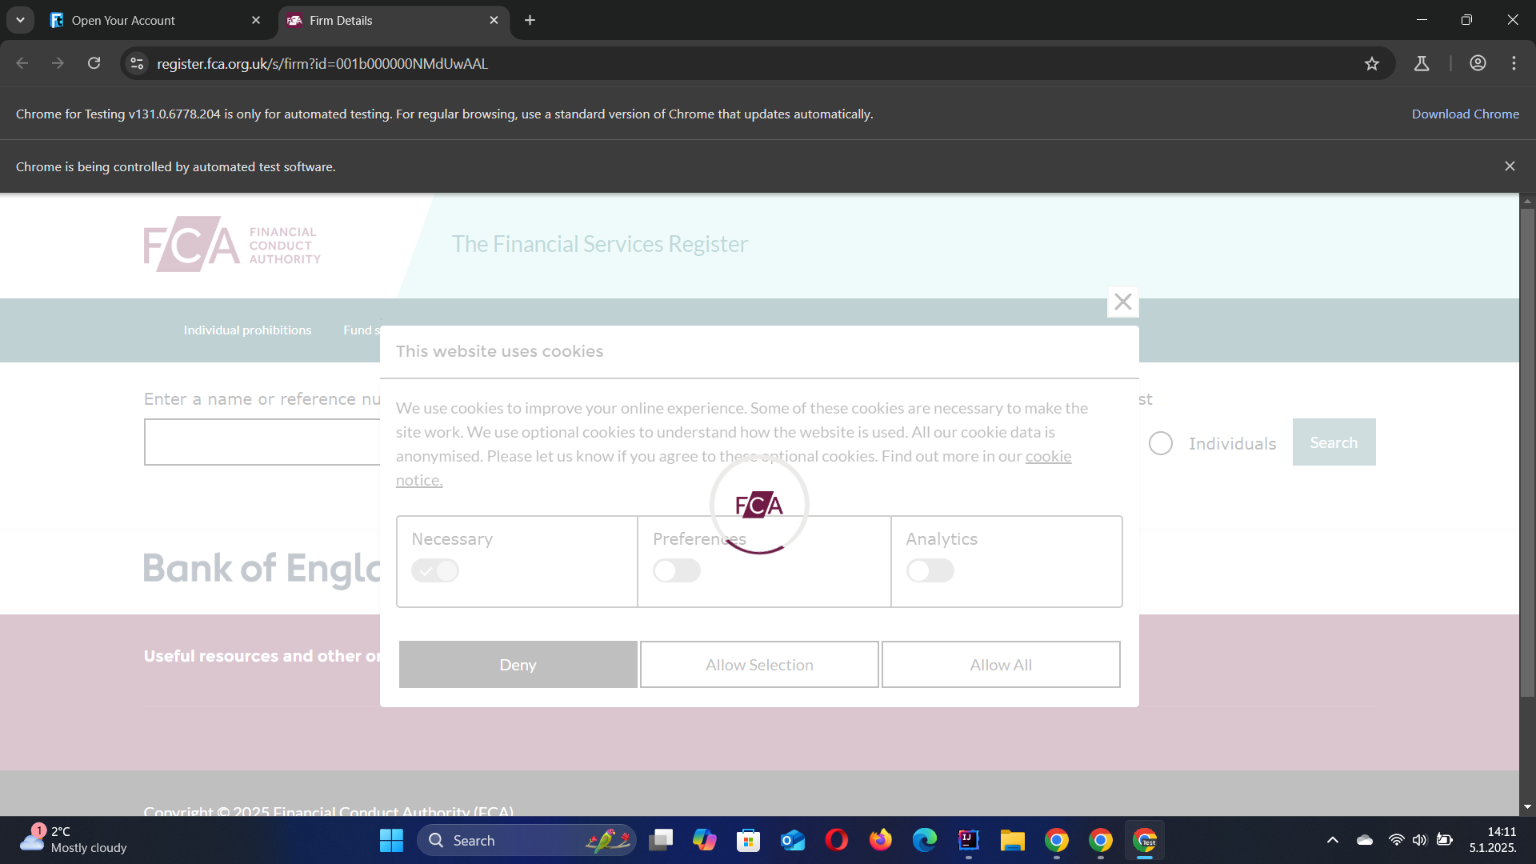 Open Your Account
Firm Details
register.fca.org.uk/s/firm?id=001b000000NMdUwAAL
Chrome for Testing v131.0.6778.204 is only for automated testing. For regular browsing, use a standard version of Chrome that updates automatically.
Download Chrome
Chrome is being controlled by automated test software.
FCA
FINANCIAL
CONDUCT
AUTHORITY
The Financial Services Register
Individual prohibitions
Fund s
This website uses cookies
Enter a name or reference nu
st
We use cookies to improve your online experience. Some of these cookies are necessary to make the
site work. We use optional cookies to understand how the website is used. All our cookie data is
anonymised. Please let us know if you agree to these optional cookies. Find out more in our cookie
notice.
Individuals
Search
FCA
Necessary
Preferences
Analytics
Bank of Engla
Useful resources and other or
Deny
Allow Selection
Allow All
Copyright © 2025 Financial Conduct Authority (FCA)
1
2°C
Mostly cloudy
Search
IJ
Test
14:11
5.1.2025.